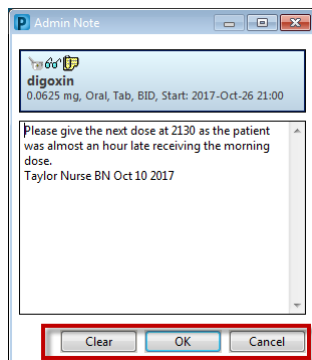 Admin Note
digoxin
0.0625 mg, Oral, Tab, BID, Start: 2017-Oct-26 21:00
Please give the next dose at 2130 as the patient
was almost an hour late receiving the morning
dose.
Taylor Nurse BN Oct 10 2017
Clear OK Cancel